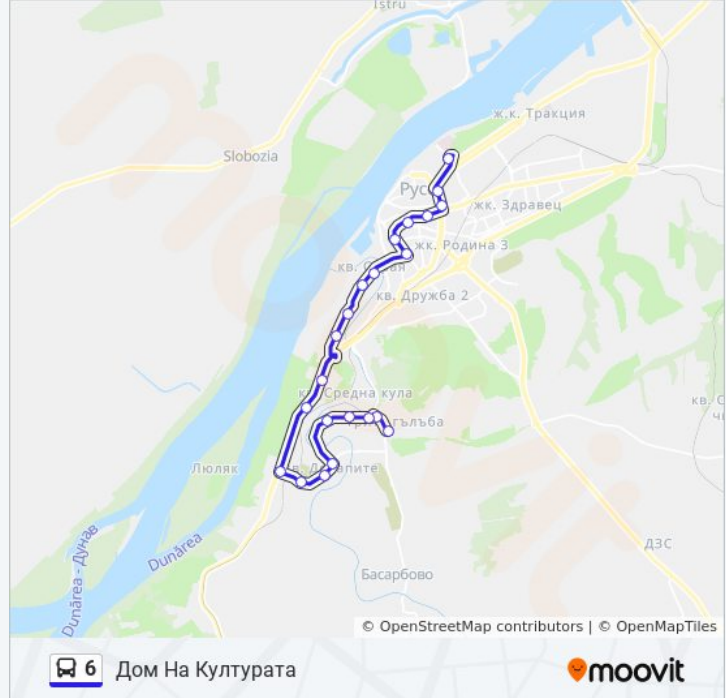 Istru
ж.к. Тракция
Slobozia
жк. Здравец
жк. Родина 3
кв. Дружба 2
Средна кула
Люляк
Dunărea
Dunărea - Дунав
ДЗС
Басарбово
© OpenStreetMap contributors | © OpenMapTiles
6 Дом На Културата
moovit